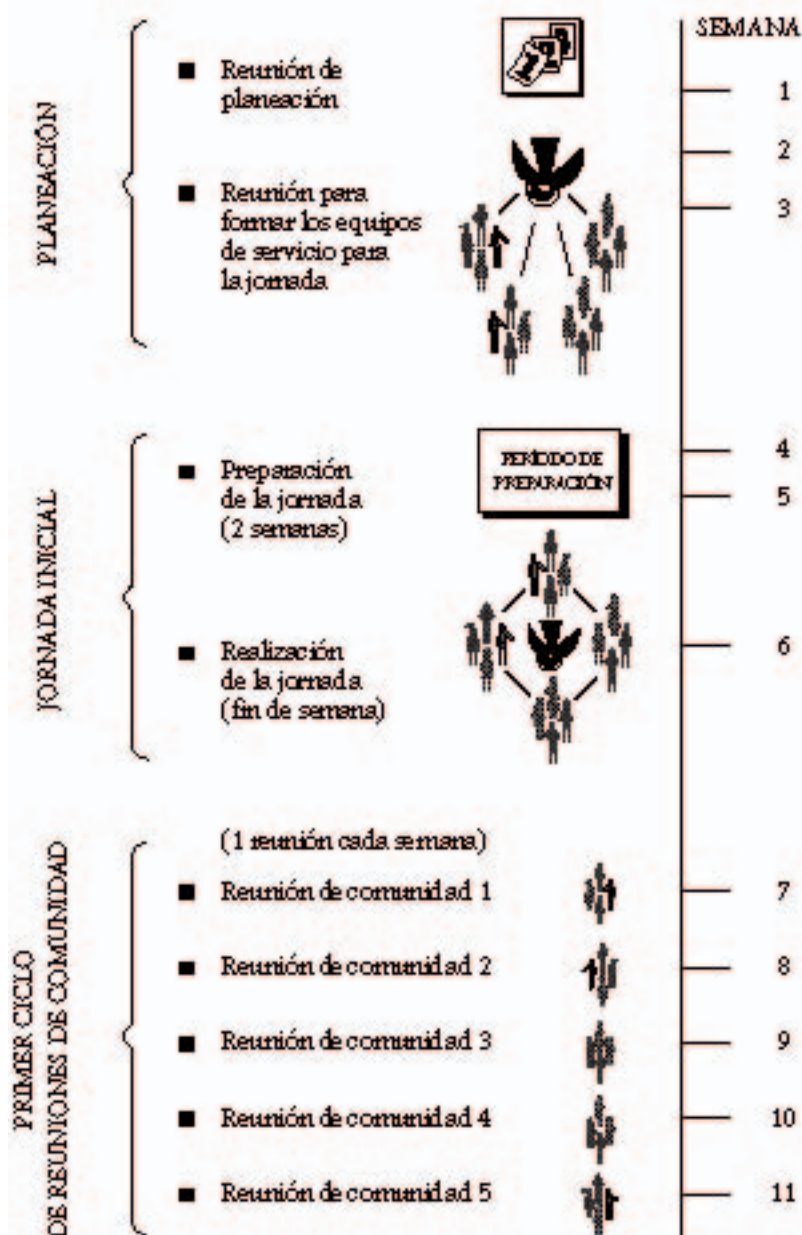 SEMANA
PLANEACIÓN
Reunión de
planeación
1
2
Reunión para
formar los equipos
de servicio para
la jornada
3
JORNADA INICIAL
Preparación
de la jornada
(2 semanas)
PERÍODO DE
PREPARACIÓN
4
5
Realización
de la jornada
(fin de semana)
6
PRIMER CICLO
DE REUNIONES DE COMUNIDAD
(1 reunión cada semana)
Reunión de comunidad 1
7
Reunión de comunidad 2
8
Reunión de comunidad 3
9
Reunión de comunidad 4
10
Reunión de comunidad 5
11